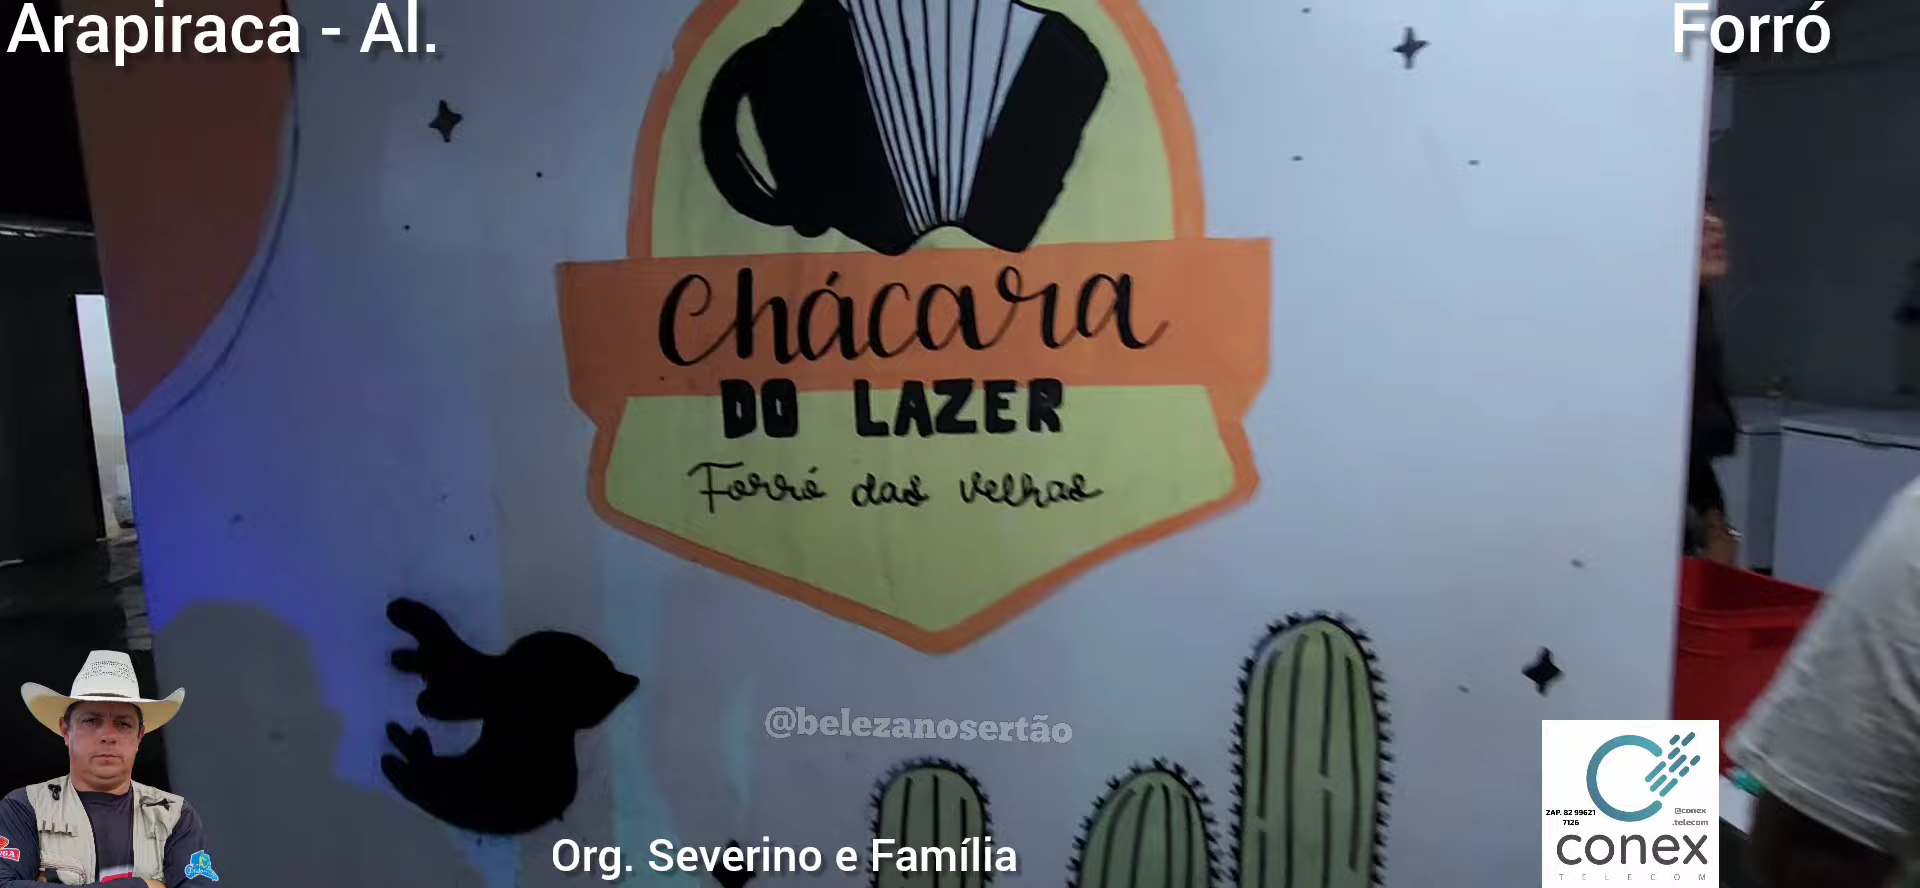 Arapiraca - Al.
Forró
Chácara
DO LAZER
Forró das velhas
@belezanosertão
Org. Severino e Família
ZAP. 82 99621
7126
@conex
.telecom
conex
TELECOM